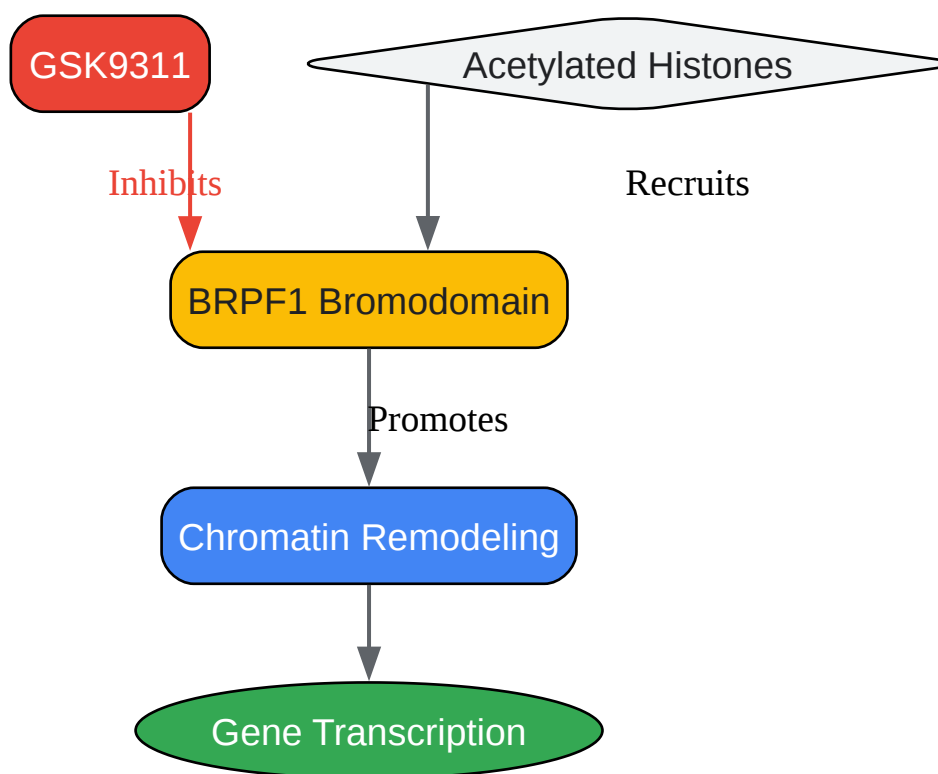 GSK9311
Acetylated Histones
Inhibits
Recruits
BRPF1 Bromodomain
Promotes
Chromatin Remodeling
Gene Transcription